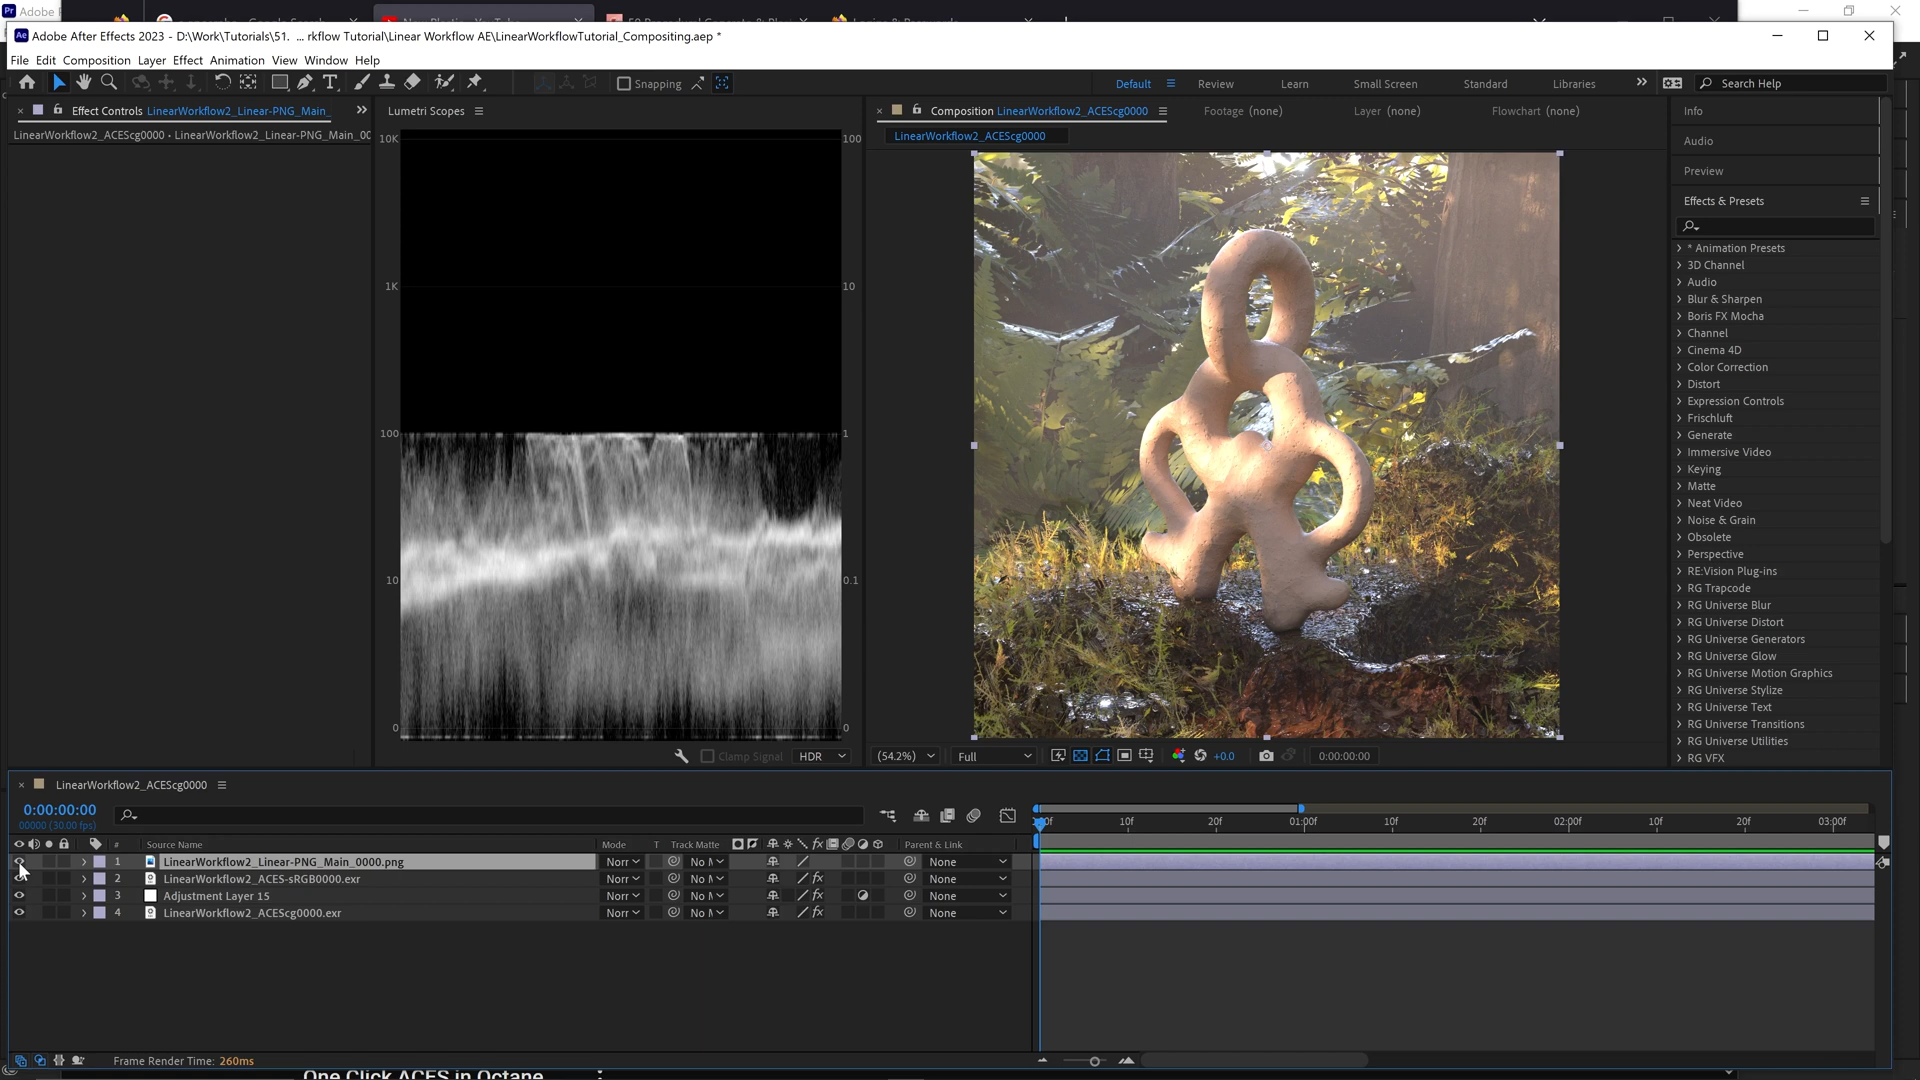 Adobe
Adobe After Effects 2023 - D:\Work\Tutorials\51. ... rkflow Tutorial\Linear Workflow AE\LinearWorkflowTutorial_Compositing.aep *
File Edit Composition Layer Effect Animation View Window Help
Snapping
Default
Review
Learn
Small Screen
Standard
Libraries
Search Help
Effect Controls LinearWorkflow2_Linear-PNG_Main_
LinearWorkflow2_ACEScg0000 • LinearWorkflow2_Linear-PNG_Main_00
Lumetri Scopes
10K
1K
100
10
0
100
10
1
0.1
0
Clamp Signal
HDR
Composition LinearWorkflow2_ACEScg0000
Footage (none)
Layer (none)
Flowchart (none)
LinearWorkflow2_ACEScg0000
(54.2%)
Full
+0.0
0:00:00:00
Info
Audio
Preview
Effects & Presets
* Animation Presets
3D Channel
Audio
Blur & Sharpen
Boris FX Mocha
Channel
Cinema 4D
Color Correction
Distort
Expression Controls
Frischluft
Generate
Immersive Video
Keying
Matte
Neat Video
Noise & Grain
Obsolete
Perspective
RE:Vision Plug-ins
RG Trapcode
RG Universe Blur
RG Universe Distort
RG Universe Generators
RG Universe Glow
RG Universe Motion Graphics
RG Universe Stylize
RG Universe Text
RG Universe Transitions
RG Universe Utilities
RG VFX
LinearWorkflow2_ACEScg0000
0:00:00:00
00000 (30.00 fps)
10f 20f 01:00f 10f 20f 02:00f 10f 20f 03:00f
# Source Name Mode T Track Matte Parent & Link
1 LinearWorkflow2_Linear-PNG_Main_0000.png Norr No None
2 LinearWorkflow2_ACES-sRGB0000.exr Norr No None
3 Adjustment Layer 15 Norr No None
4 LinearWorkflow2_ACEScg0000.exr Norr No None
Frame Render Time: 260ms
One Click ACES in Octane